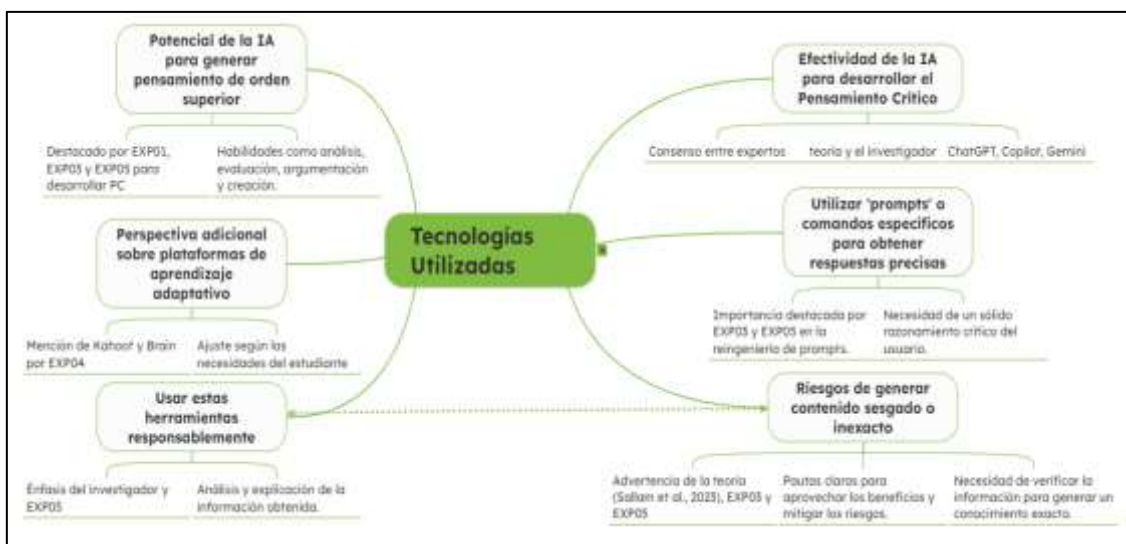 Potencial de la IA
para generar
pensamiento de orden
superior
Destacado por EXP01,
EXP03 y EXP05 para
desarrollar PC
Habilidades como análisis,
evaluación, argumentación
y creación.
Perspectiva adicional
sobre plataformas de
aprendizaje
adaptativo
Mención de Kahoot y Brain
por EXP04
Ajuste según las
necesidades del estudiante
Usar estas
herramientas
responsablemente
Énfasis del investigador y
EXP05
Análisis y explicación de la
información obtenida.
Tecnologías
Utilizadas
Efectividad de la IA
para desarrollar el
Pensamiento Crítico
Consenso entre expertos
teoría y el investigador
ChatGPT, Copilot, Gemini
Utilizar 'prompts' o
comandos específicos
para obtener
respuestas precisas
Importancia destacada por
EXP03 y EXP05 en la
reingeniería de prompts.
Necesidad de un sólido
razonamiento crítico del
usuario.
Riesgos de generar
contenido sesgado o
inexacto
Advertencia de la teoría
(Sallam et al., 2023), EXP03 y
EXP05
Pautas claras para
aprovechar los beneficios y
mitigar los riesgos.
Necesidad de verificar la
información para generar un
conocimiento exacto.